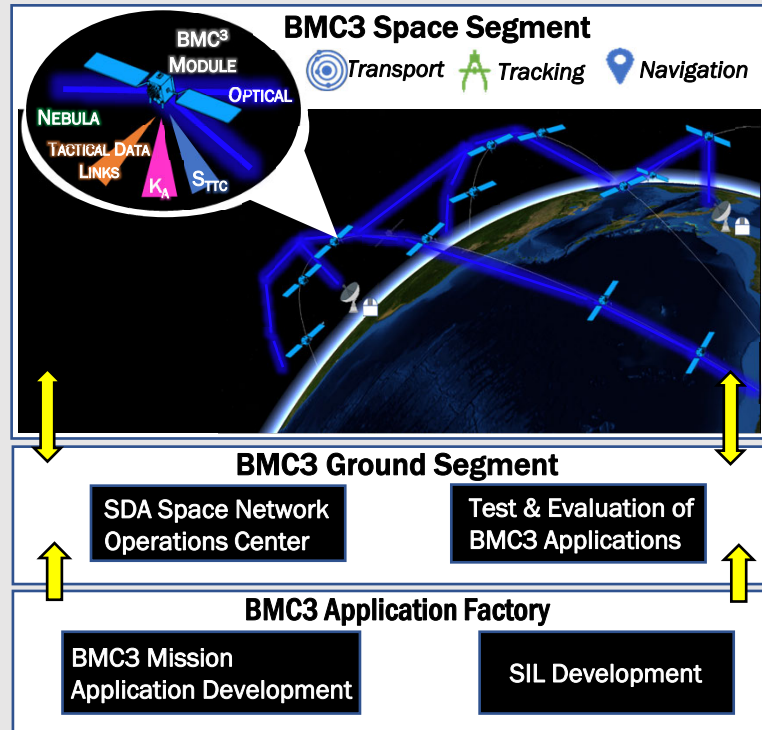 BMC3 Space Segment
Transport Tracking Navigation
BMC³
MODULE
OPTICAL
NEBULA
TACTICAL DATA
LINKS
KA
STTC
BMC3 Ground Segment
SDA Space Network
Operations Center
Test & Evaluation of
BMC3 Applications
BMC3 Application Factory
BMC3 Mission
Application Development
SIL Development